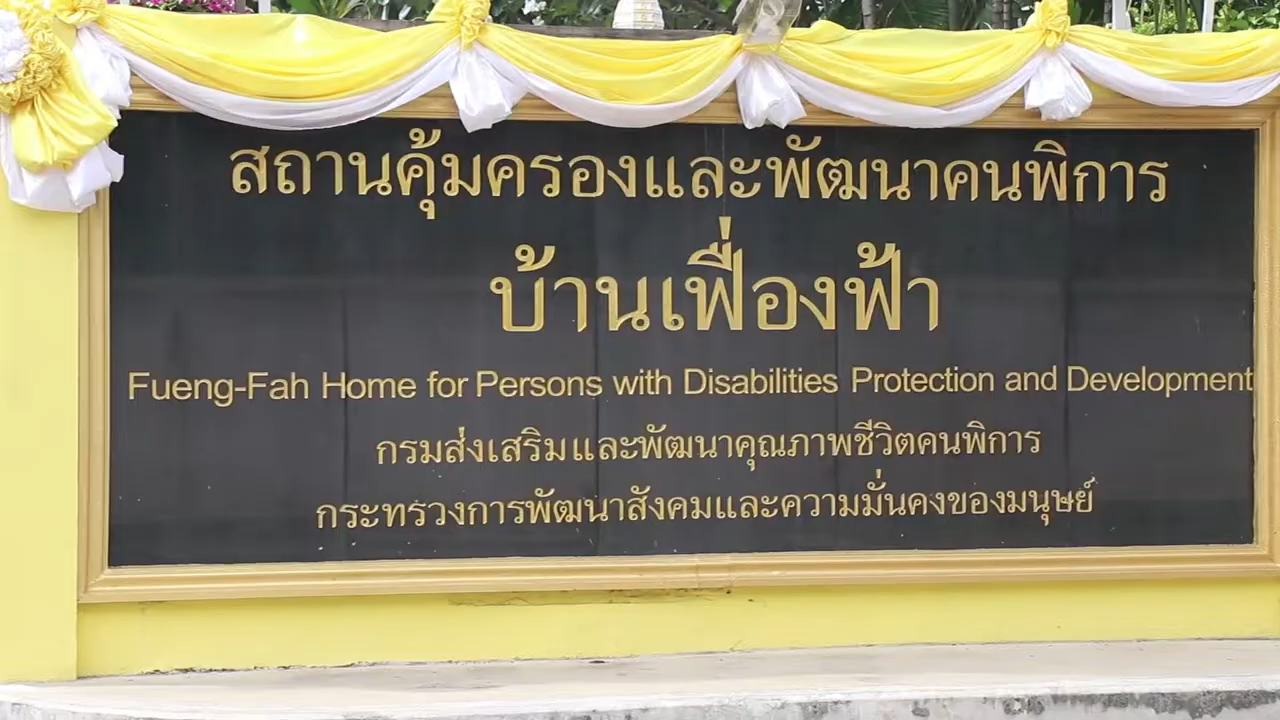 สถานคุ้มครองและพัฒนาคนพิการ
บ้านเฟื่องฟ้า
Fueng-Fah Home for Persons with Disabilities Protection and Development
กรมส่งเสริมและพัฒนาคุณภาพชีวิตคนพิการ
กระทรวงการพัฒนาสังคมและความมั่นคงของมนุษย์